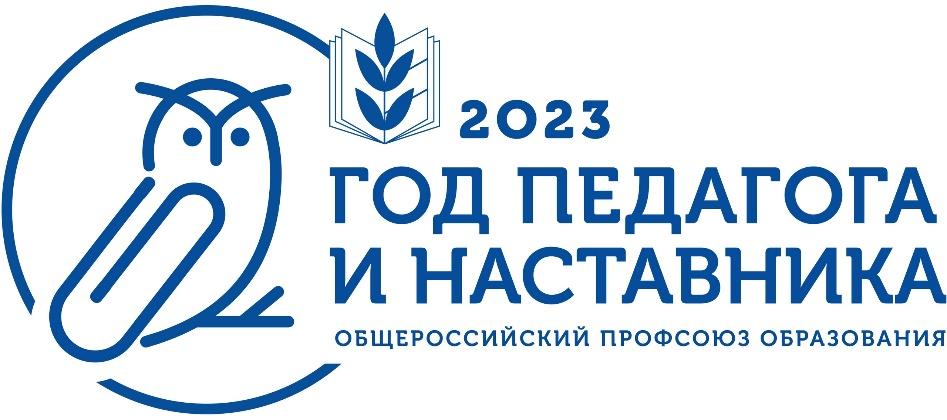 2023
ГОД ПЕДАГОГА
И НАСТАВНИКА
ОБЩЕРОССИЙСКИЙ ПРОФСОЮЗ ОБРАЗОВАНИЯ